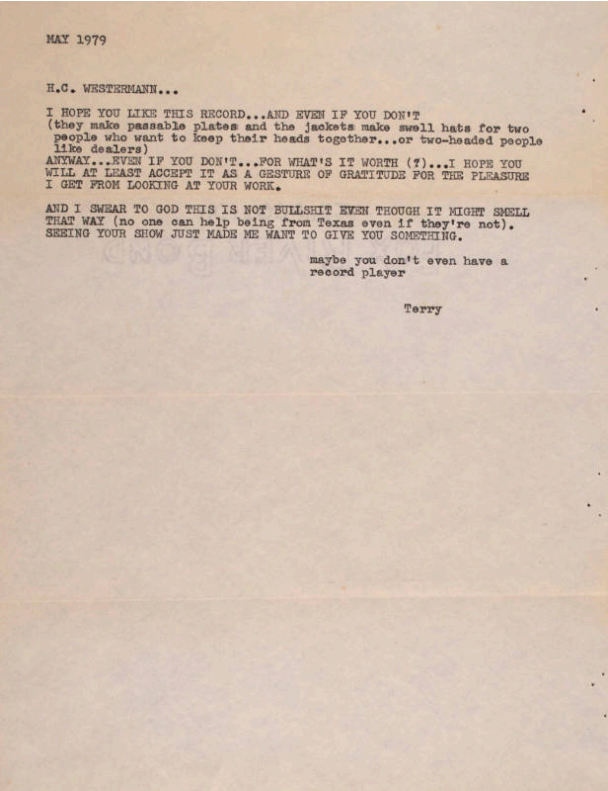 MAY 1979
H.C. WESTERMANN...
I HOPE YOU LIKE THIS RECORD...AND EVEN IF YOU DON'T
(they make passable plates and the jackets make swell hats for two
people who want to keep their heads together...or two-headed people
like dealers)
ANYWAY...EVEN IF YOU DON'T...FOR WHAT'S IT WORTH (?)...I HOPE YOU
WILL AT LEAST ACCEPT IT AS A GESTURE OF GRATITUDE FOR THE PLEASURE
I GET FROM LOOKING AT YOUR WORK.
AND I SWEAR TO GOD THIS IS NOT BULLSHIT EVEN THOUGH IT MIGHT SMELL
THAT WAY (no one can help being from Texas even if they're not).
SEEING YOUR SHOW JUST MADE ME WANT TO GIVE YOU SOMETHING.
maybe you don't even have a
record player
Terry